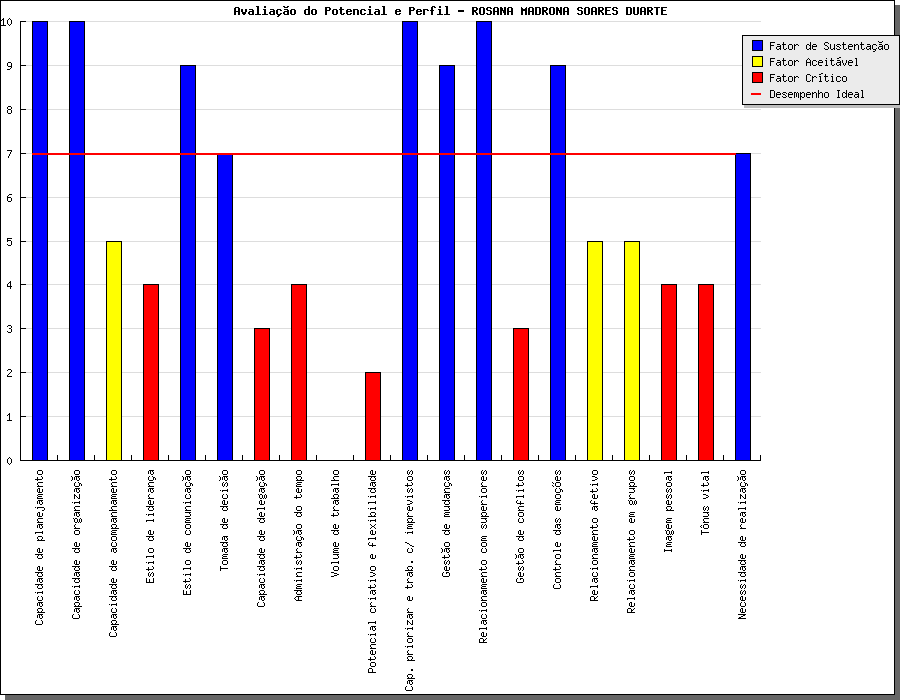 Avaliação do Potencial e Perfil - ROSANA MADRONA SOARES DUARTE
Fator de Sustentação
Fator Aceitável
Fator Crítico
Desempenho Ideal
10
9
8
7
6
5
4
3
2
1
0
Capacidade de planejamento
Capacidade de organização
Capacidade de acompanhamento
Estilo de liderança
Estilo de comunicação
Tomada de decisão
Capacidade de delegação
Administração do tempo
Volume de trabalho
Potencial criativo e flexibilidade
Cap. priorizar e trab. c/ imprevistos
Gestão de mudanças
Relacionamento com superiores
Gestão de conflitos
Controle das emoções
Relacionamento afetivo
Relacionamento em grupos
Imagem pessoal
Tônus vital
Necessidade de realização